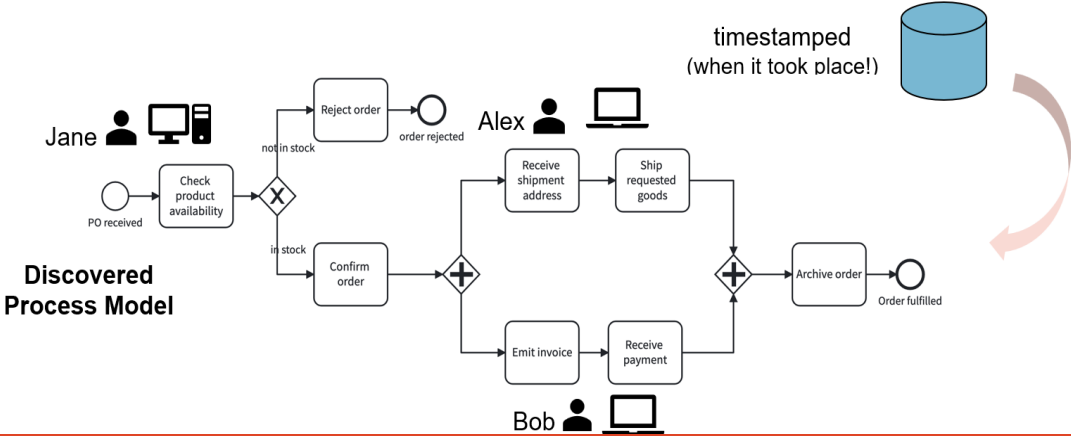 timestamped
(when it took place!)
Jane
Reject order
order rejected
Alex
not in stock
Check
product
availability
X
PO received
Receive
shipment
address
Ship
requested
goods
in stock
Discovered
Process Model
Confirm
order
Archive order
Order fulfilled
Emit invoice
Receive
payment
Bob